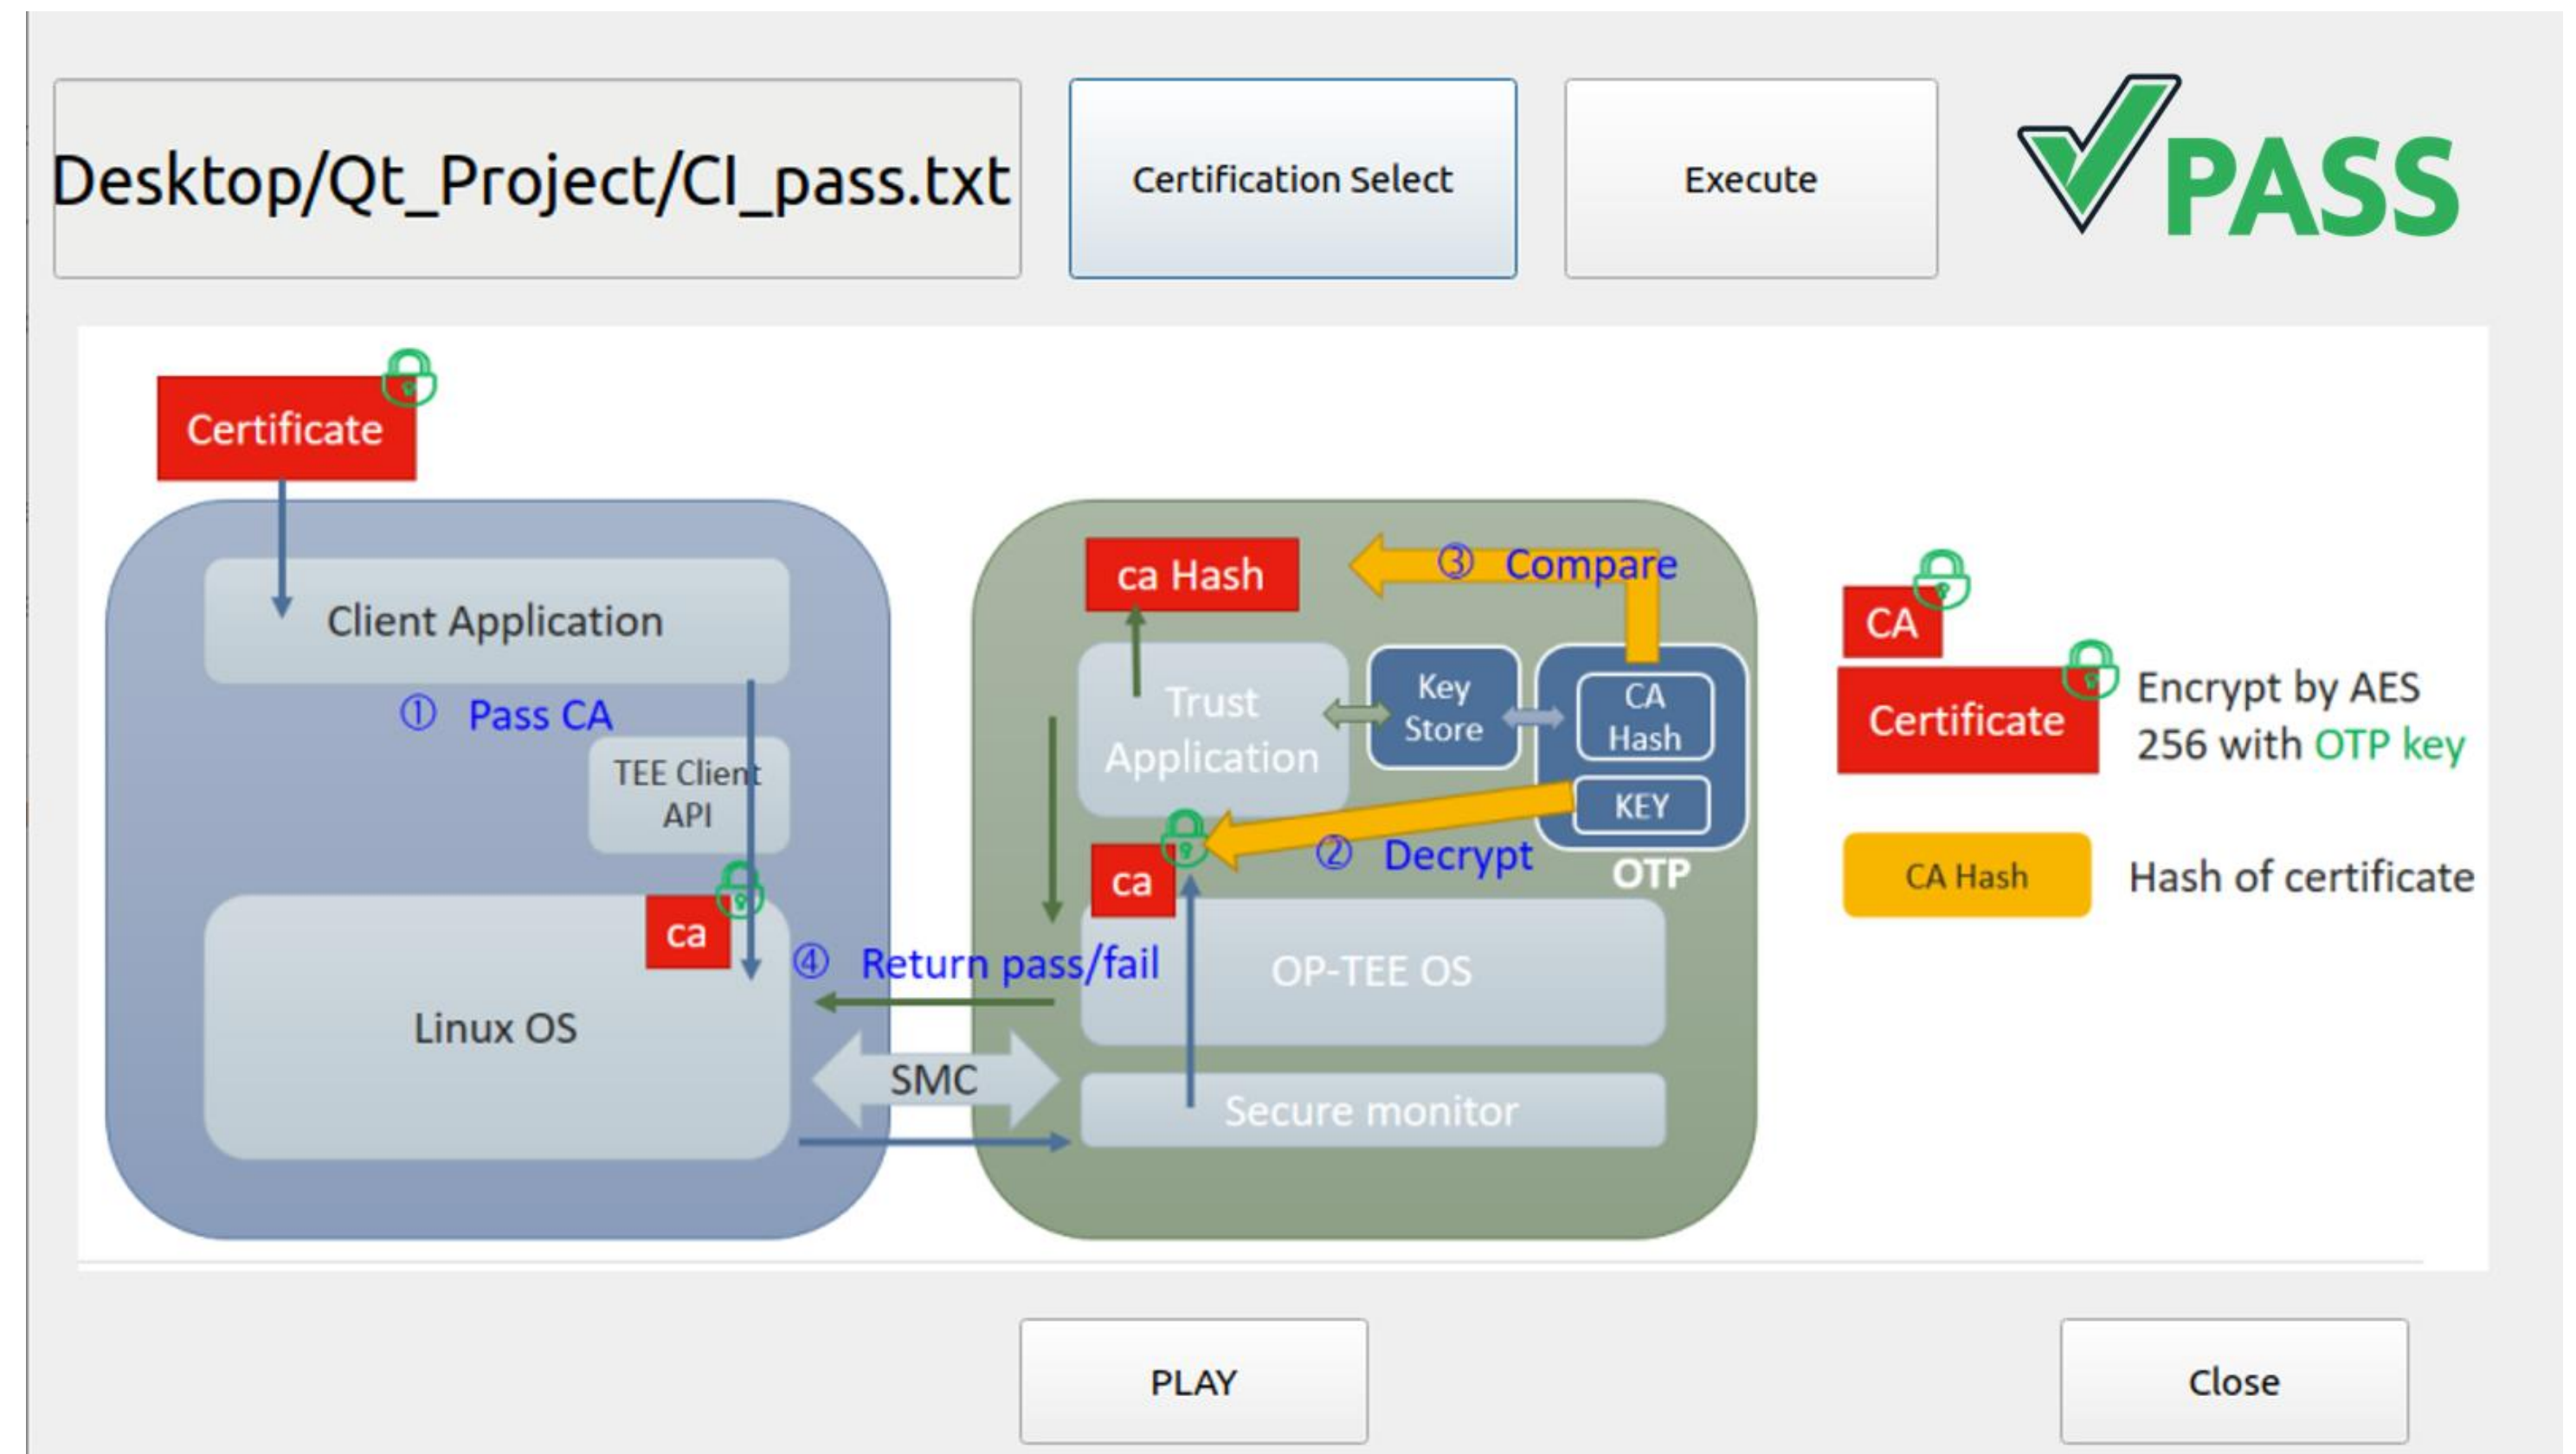 Desktop/Qt_Project/CI_pass.txt
Certification Select
Execute
PASS
Certificate
Client Application
① Pass CA
TEE Client
API
ca
Linux OS
④ Return pass/fail
SMC
ca Hash
③ Compare
Trust
Application
Key
Store
CA
Hash
KEY
OTP
② Decrypt
ca
OP-TEE OS
Secure monitor
CA
Certificate
Encrypt by AES
256 with OTP key
CA Hash
Hash of certificate
PLAY
Close